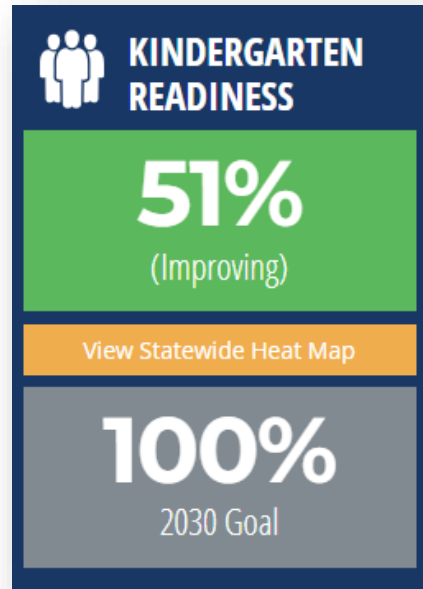 KINDERGARTEN
READINESS
51%
(Improving)
View Statewide Heat Map
100%
2030 Goal